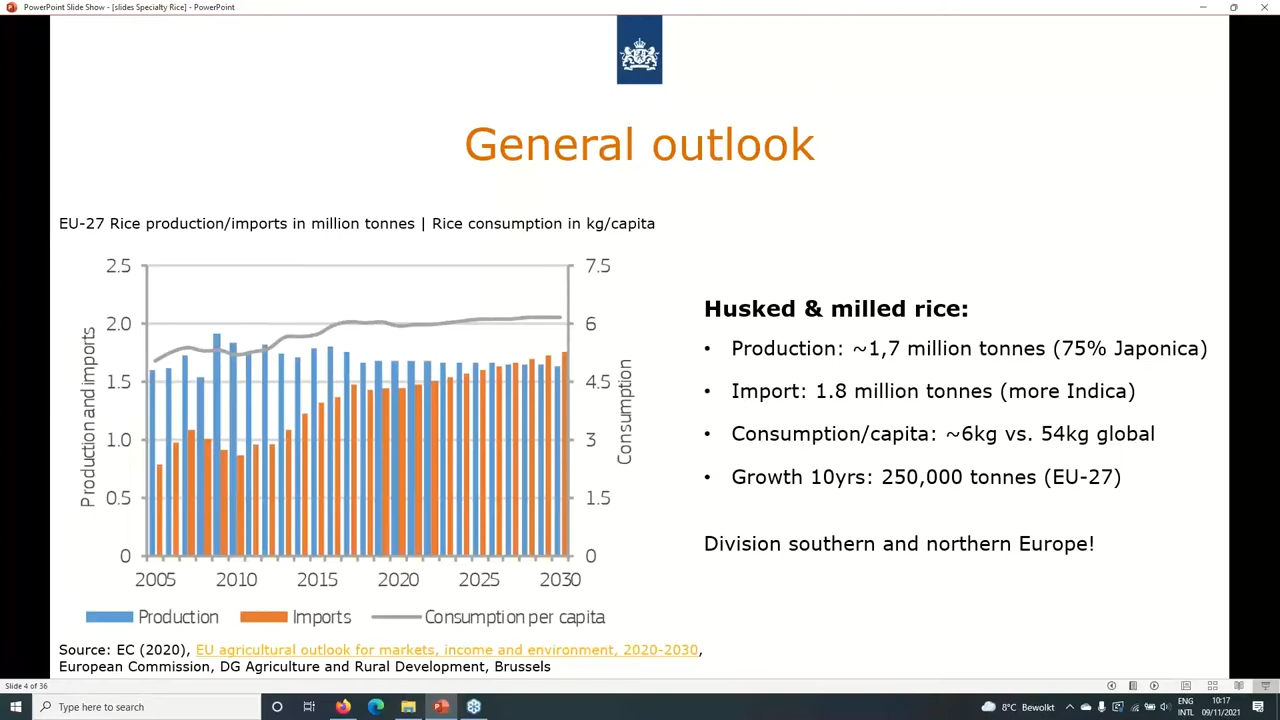 PowerPoint Slide Show - [slides Specialty Rice] - PowerPoint
General outlook
EU-27 Rice production/imports in million tonnes | Rice consumption in kg/capita
2.5
2.0
1.5
1.0
0.5
0
Production and imports
7.5
6
4.5
3
1.5
0
Consumption
2005 2010 2015 2020 2025 2030
Production Imports Consumption per capita
Source: EC (2020), EU agricultural outlook for markets, income and environment, 2020-2030,
European Commission, DG Agriculture and Rural Development, Brussels
Husked & milled rice:
• Production: ~1,7 million tonnes (75% Japonica)
• Import: 1.8 million tonnes (more Indica)
• Consumption/capita: ~6kg vs. 54kg global
• Growth 10yrs: 250,000 tonnes (EU-27)
Division southern and northern Europe!
Slide 4 of 36
Type here to search
8°C Bewolkt
ENG
INTL
10:17
09/11/2021